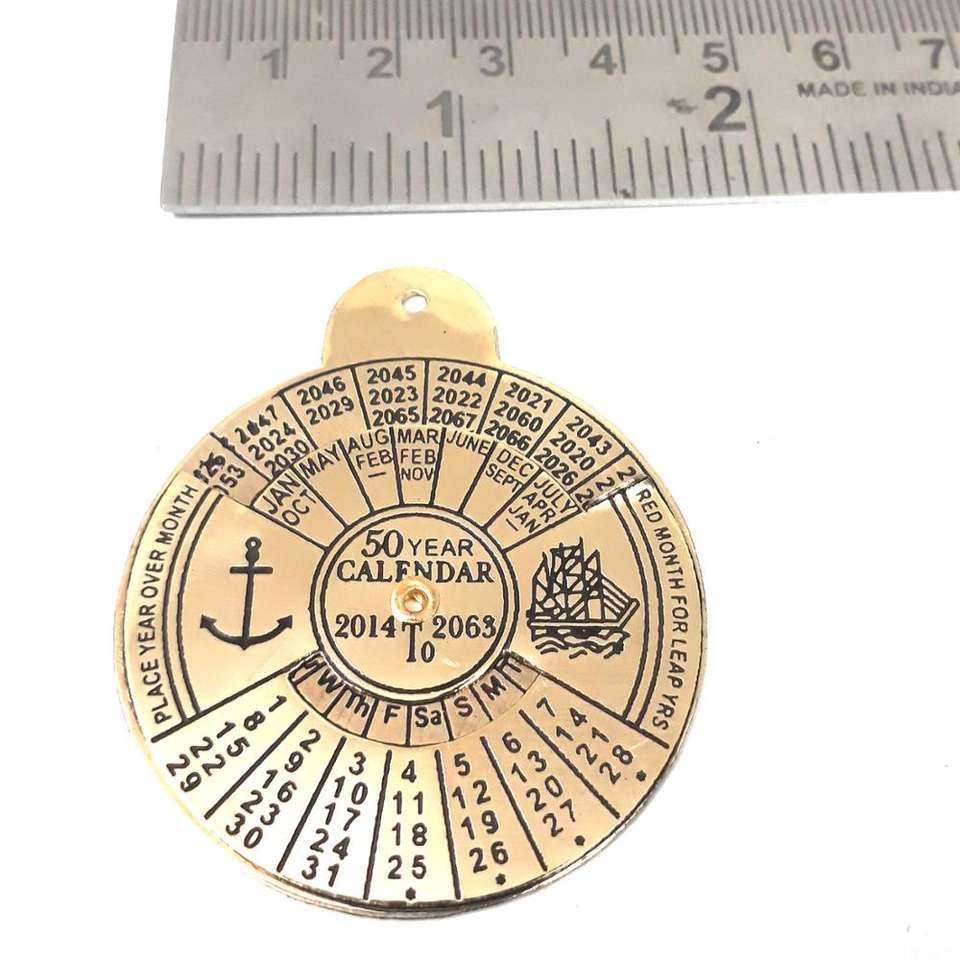 1 2 3 4 5 6 7
MADE IN INDIA
1 2
2047
2024
2030
2046
2029
2045
2023
2065
2044
2022
2067
2021
2060
2066
2043
2020
2026
53
JAN
OCT
MAY
AUG
FEB
MAR
FEB
NOV
JUNE
DEC
SEPT
JULY
APR
JAN
PLACE YEAR OVER MONTH
RED MONTH FOR LEAP YRS
50 YEAR
CALENDAR
2014 To 2063
W Th F Sa S M
1
8
15
22
29
2
9
16
23
30
3
10
17
24
31
4
11
18
25
*
5
12
19
26
*
6
13
20
27
*
7
14
21
28
*